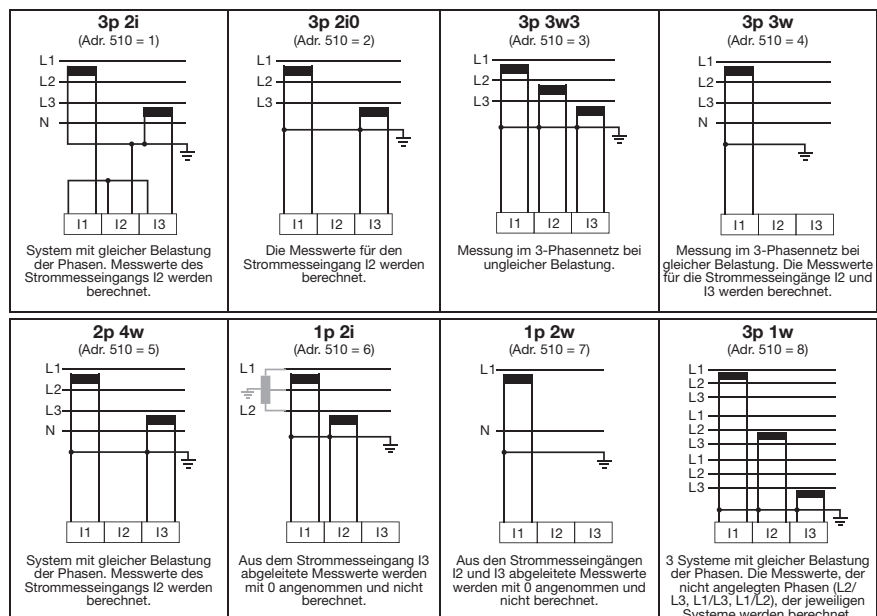 3p 2i
(Adr. 510 = 1)
L1
L2
L3
N
I1 I2 I3
System mit gleicher Belastung
der Phasen. Messwerte des
Strommesseingangs I2 werden
berechnet.
3p 2i0
(Adr. 510 = 2)
L1
L2
L3
I1 I2 I3
Die Messwerte für den
Strommesseingang I2 werden
berechnet.
3p 3w3
(Adr. 510 = 3)
L1
L2
L3
I1 I2 I3
Messung im 3-Phasennetz bei
ungleicher Belastung.
3p 3w
(Adr. 510 = 4)
L1
L2
L3
N
I1 I2 I3
Messung im 3-Phasennetz bei
gleicher Belastung. Die Messwerte
für die Strommesseingänge I2 und
I3 werden berechnet.
2p 4w
(Adr. 510 = 5)
L1
L2
L3
N
I1 I2 I3
System mit gleicher Belastung
der Phasen. Messwerte des
Strommesseingangs I2 werden
berechnet.
1p 2i
(Adr. 510 = 6)
L1
L2
I1 I2 I3
Aus dem Strommesseingang I3
abgeleitete Messwerte werden
mit 0 angenommen und nicht
berechnet.
1p 2w
(Adr. 510 = 7)
L1
N
I1 I2 I3
Aus den Strommesseingängen
I2 und I3 abgeleitete Messwerte
werden mit 0 angenommen und
nicht berechnet.
3p 1w
(Adr. 510 = 8)
L1
L2
L3
L1
L2
L3
L1
L2
L3
I1 I2 I3
3 Systeme mit gleicher Belastung
der Phasen. Die Messwerte, der
nicht angelegten Phasen (L2/
L3, L1/L3, L1/L2), der jeweiligen
Systeme werden berechnet